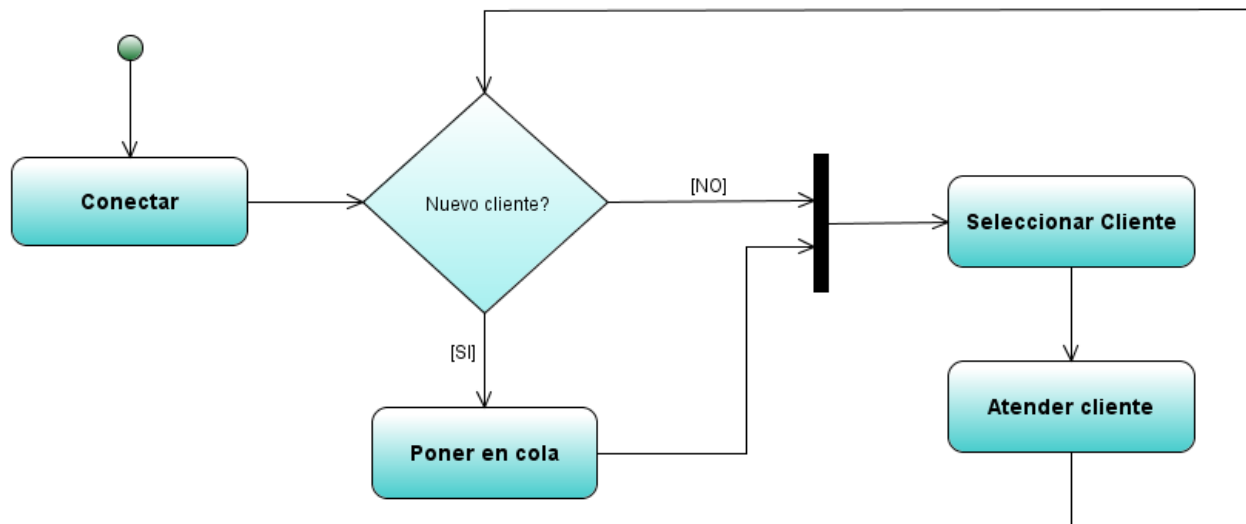 Conectar
Nuevo cliente?
[NO]
Seleccionar Cliente
[SI]
Atender cliente
Poner en cola